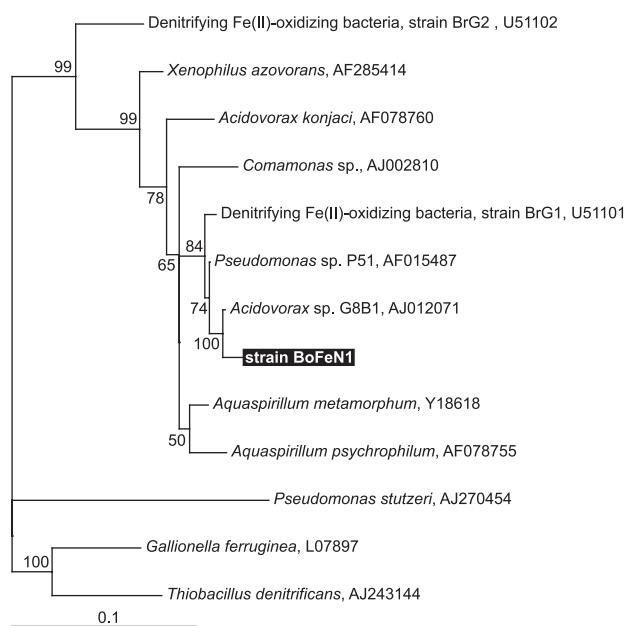 Denitrifying Fe(II)-oxidizing bacteria, strain BrG2 , U51102
99
Xenophilus azovorans, AF285414
99
Acidovorax konjaci, AF078760
78
Comamonas sp., AJ002810
Denitrifying Fe(II)-oxidizing bacteria, strain BrG1, U51101
84
65
Pseudomonas sp. P51, AF015487
74
Acidovorax sp. G8B1, AJ012071
100
strain BoFeN1
Aquaspirillum metamorphum, Y18618
50
Aquaspirillum psychrophilum, AF078755
Pseudomonas stutzeri, AJ270454
Gallionella ferruginea, L07897
100
Thiobacillus denitrificans, AJ243144
0.1